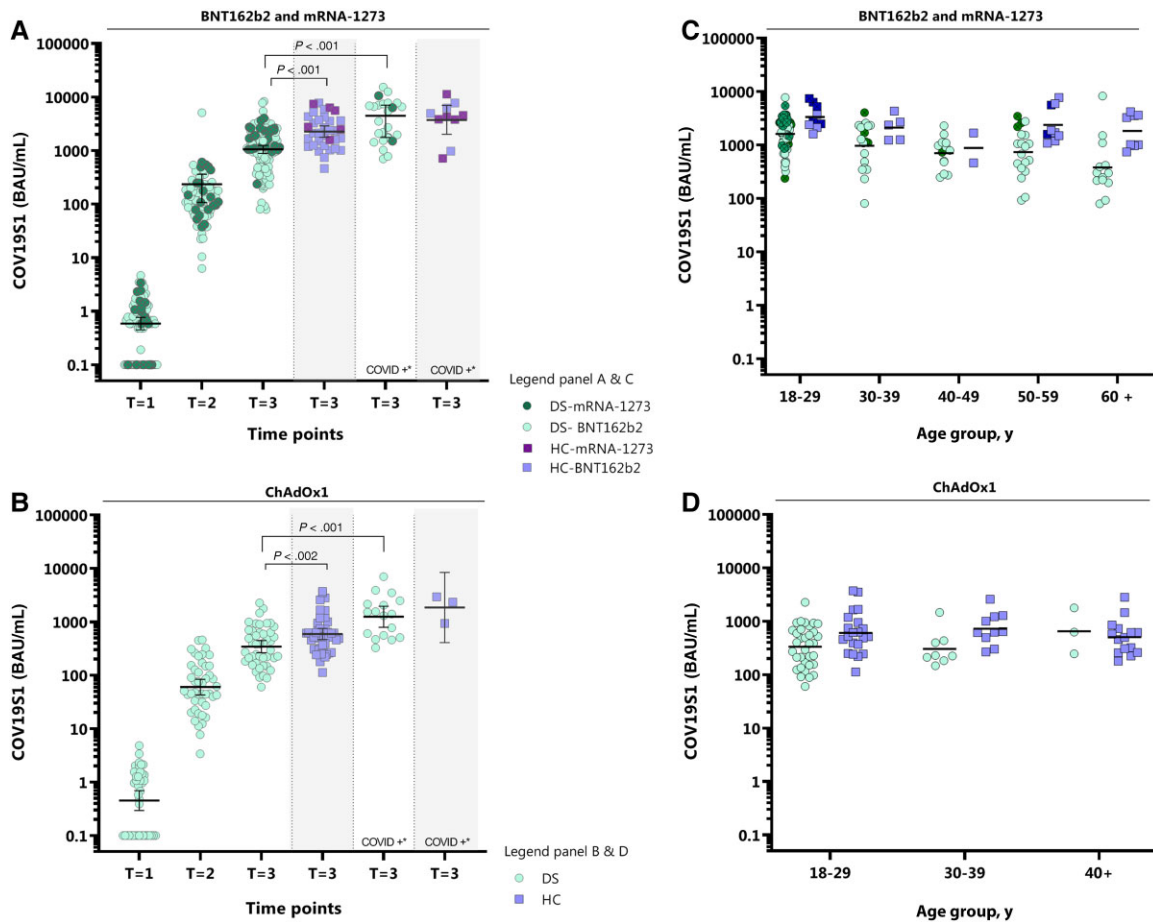 A
BNT162b2 and mRNA-1273
100000
10000
1000
100
10
1
0.1
COV19S1 (BAU/mL)
P < .001
P < .001
COVID +*
COVID +*
T=1
T=2
T=3
T=3
T=3
T=3
Time points
Legend panel A & C
DS-mRNA-1273
DS- BNT162b2
HC-mRNA-1273
HC-BNT162b2
C
BNT162b2 and mRNA-1273
100000
10000
1000
100
10
1
0.1
COV19S1 (BAU/mL)
18-29
30-39
40-49
50-59
60 +
Age group, y
B
ChAdOx1
100000
10000
1000
100
10
1
0.1
COV19S1 (BAU/mL)
P < .001
P < .002
COVID +*
COVID +*
T=1
T=2
T=3
T=3
T=3
T=3
Time points
Legend panel B & D
DS
HC
D
ChAdOx1
100000
10000
1000
100
10
1
0.1
COV19S1 (BAU/mL)
18-29
30-39
40+
Age group, y